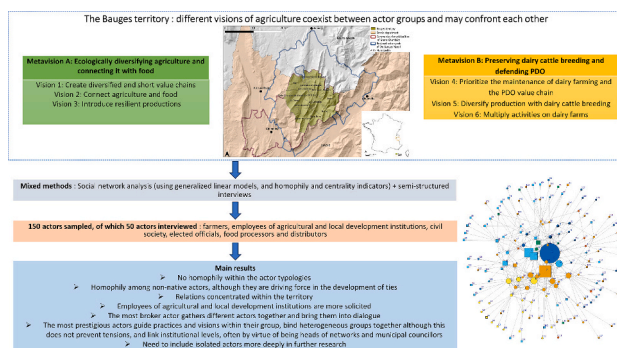 The Bauges territory : different visions of agriculture coexist between actor groups and may confront each other
Metavision A: Ecologically diversifying agriculture and
connecting it with food
Vision 1: Create diversified and short value chains
Vision 2: Connect agriculture and food
Vision 3: Introduce resilient productions
A
Metavision B: Preserving dairy cattle breeding and
defending PDO
Vision 4: Prioritize the maintenance of dairy farming and
the PDO value chain
Vision 5: Diversify production with dairy cattle breeding
Vision 6: Multiply activities on dairy farms
Mixed methods : Social network analysis (using generalized linear models, and homophily and centrality indicators) + semi-structured
interviews
150 actors sampled, of which 50 actors interviewed : farmers, employees of agricultural and local development institutions, civil
society, elected officials, food processors and distributors
Main results
➢ No homophily within the actor typologies
➢ Homophily among non-native actors, although they are driving force in the development of ties
➢ Relations concentrated within the territory
➢ Employees of agricultural and local development institutions are more solicited
➢ The most broker actor gathers different actors together and bring them into dialogue
➢ The most prestigious actors guide practices and visions within their group, bind heterogeneous groups together although this
does not prevent tensions, and link institutional levels, often by virtue of being heads of networks and municipal councillors
➢ Need to include isolated actors more deeply in further research